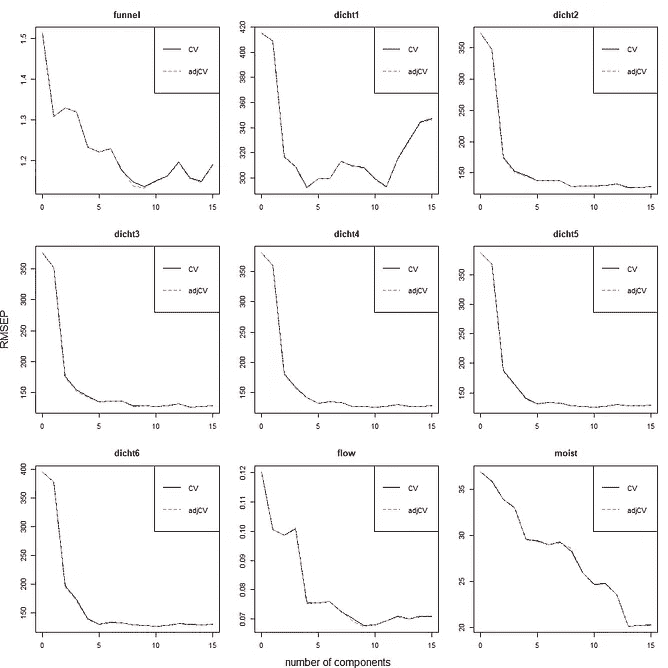 funnel
CV
adjCV
1.2 1.3 1.4 1.5
0 5 10 15
dicht1
CV
adjCV
300 320 340 360 380 400 420
0 5 10 15
dicht2
CV
adjCV
150 200 250 300 350
0 5 10 15
RMSEP
dicht3
CV
adjCV
150 200 250 300 350
0 5 10 15
dicht4
CV
adjCV
150 200 250 300 350
0 5 10 15
dicht5
CV
adjCV
150 200 250 300 350
0 5 10 15
dicht6
CV
adjCV
150 200 250 300 350 400
0 5 10 15
flow
CV
adjCV
0.07 0.08 0.09 0.10 0.11 0.12
0 5 10 15
moist
CV
adjCV
20 25 30 35
0 5 10 15
number of components